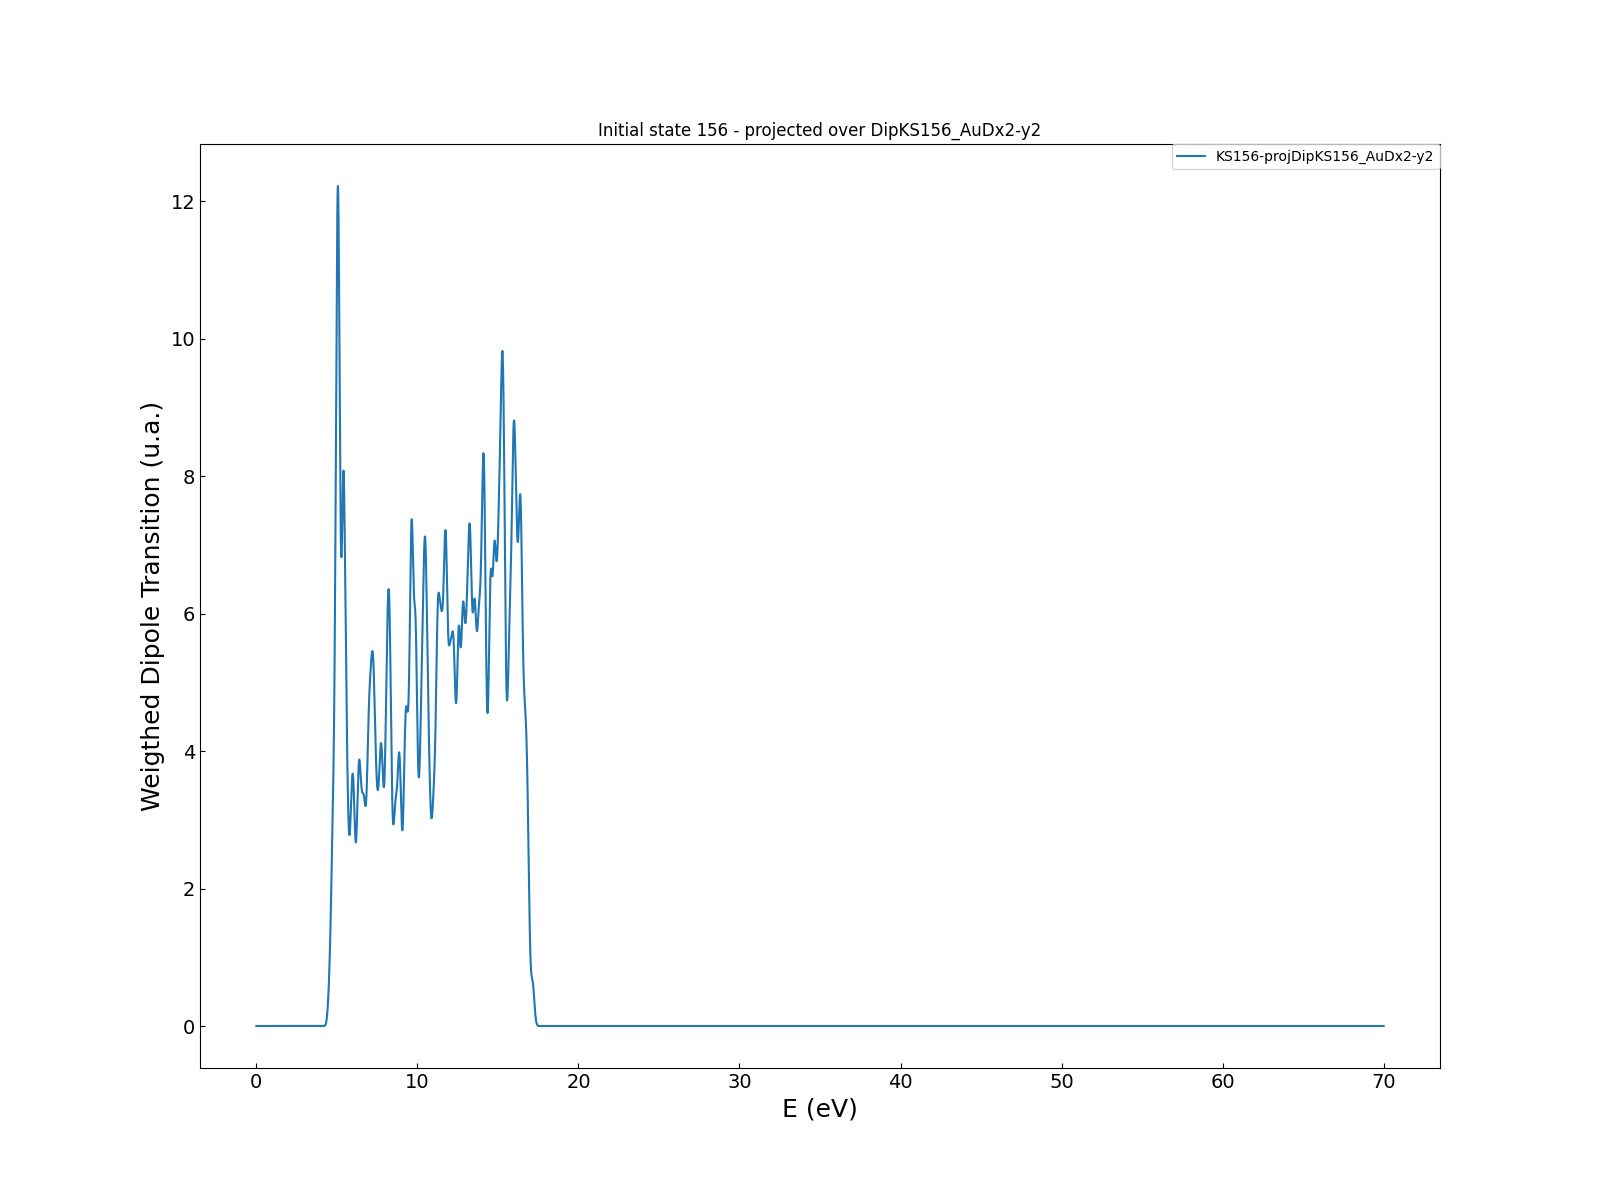 Initial state 156 - projected over DipKS156_AuDx2-y2
KS156-projDipKS156_AuDx2-y2
12
10
8
6
4
2
0
Weigthed Dipole Transition (u.a.)
0 10 20 30 40 50 60 70
E (eV)